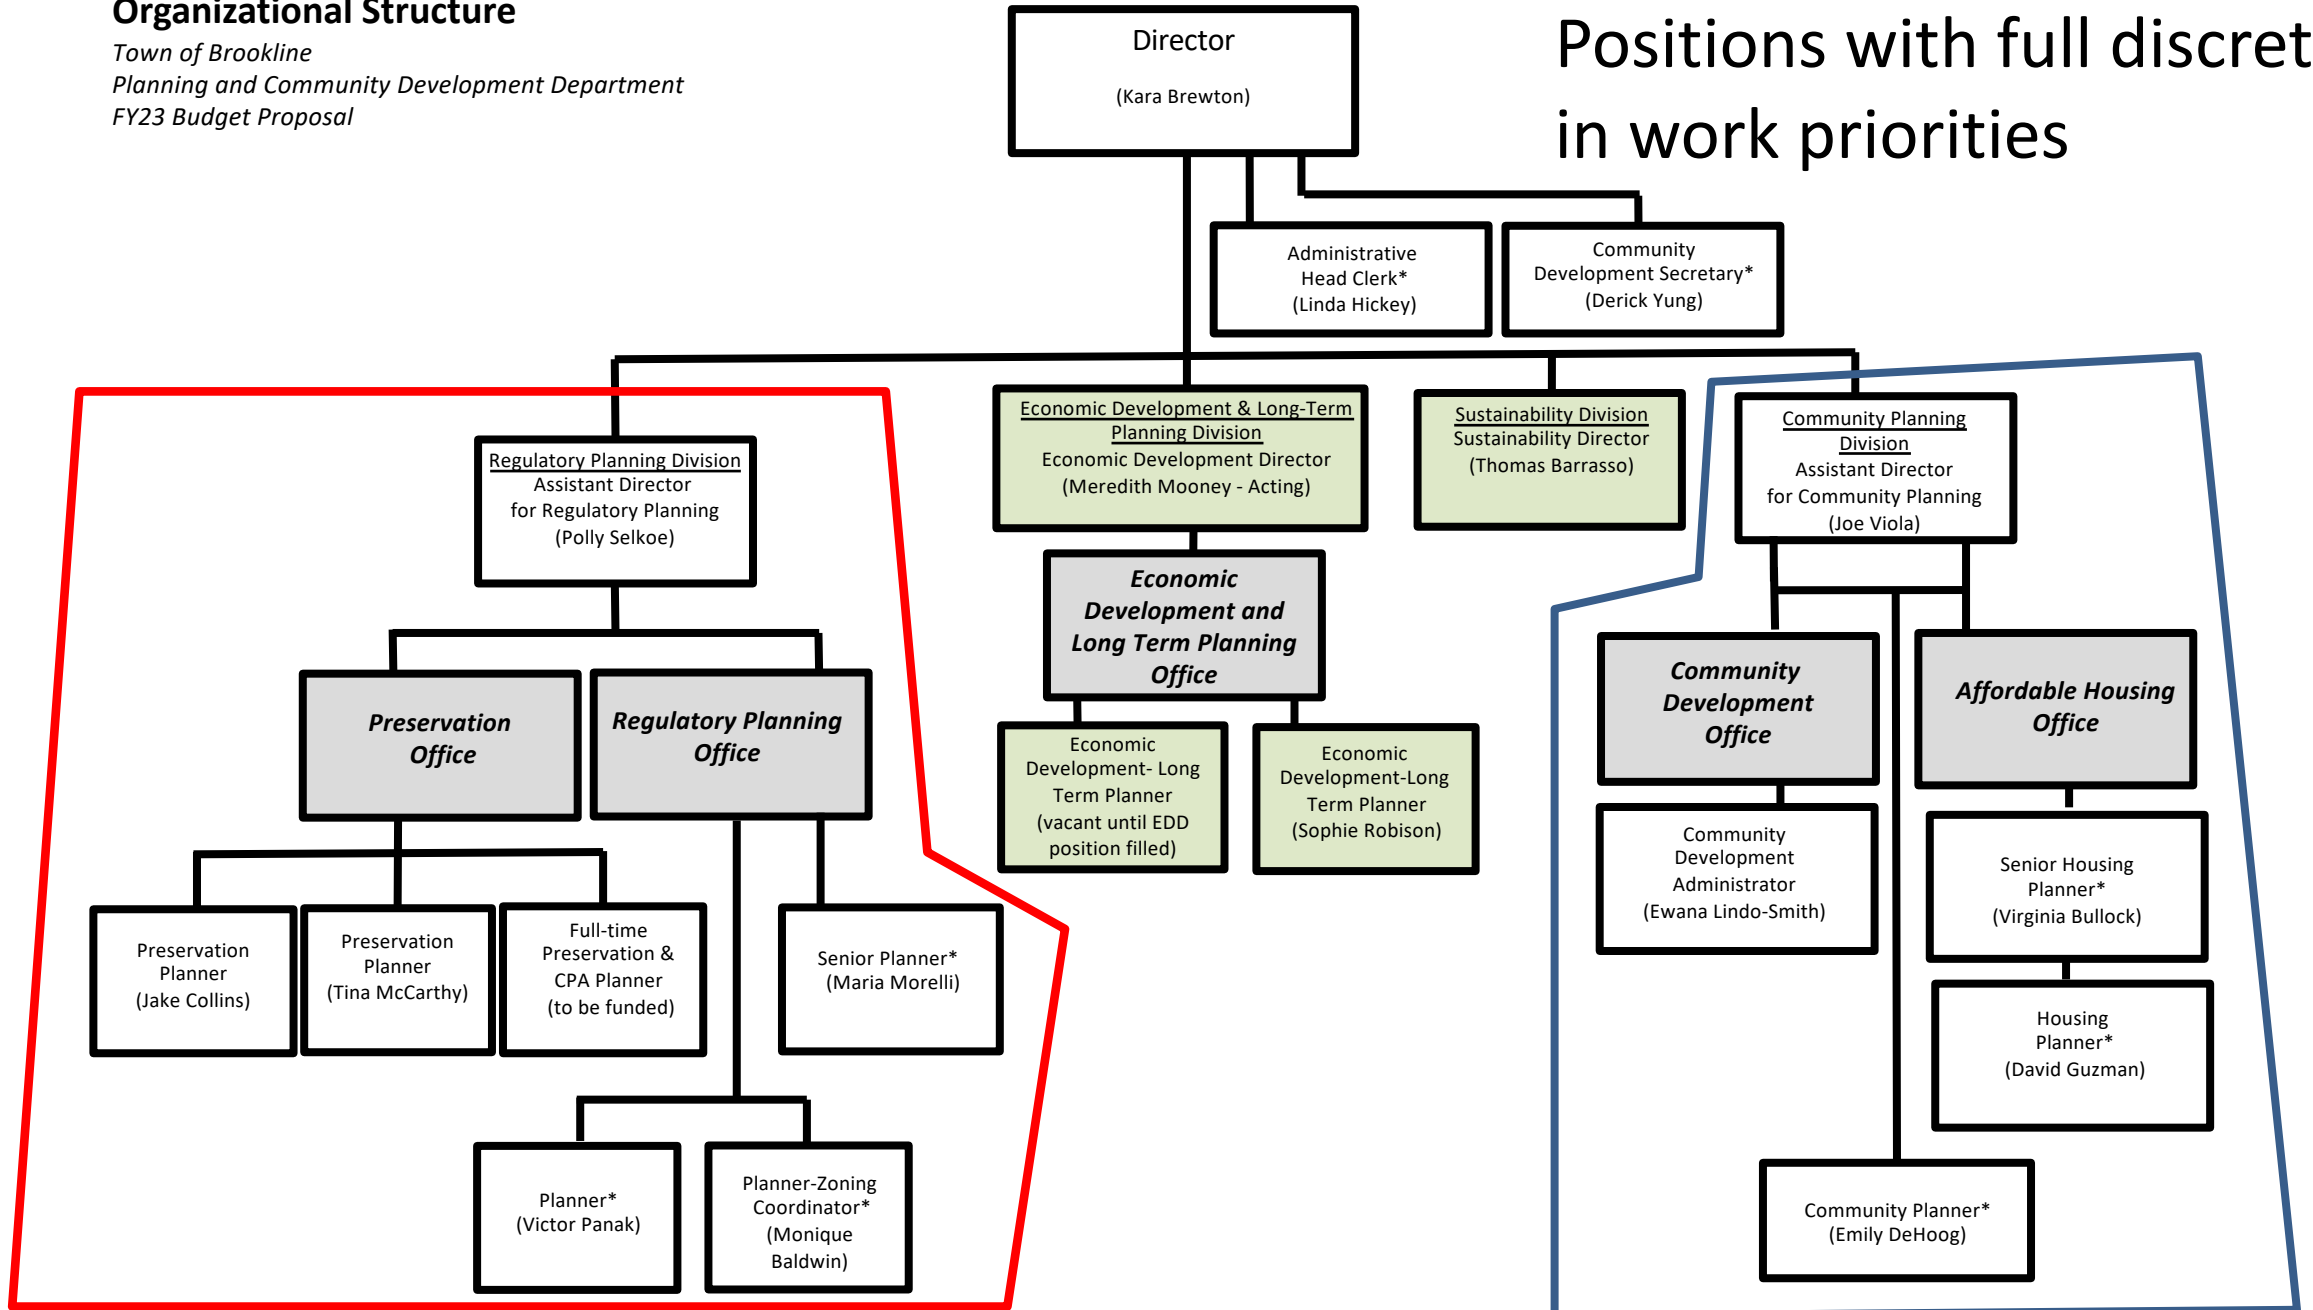 Organizational Structure
Town of Brookline
Planning and Community Development Department
FY23 Budget Proposal
Positions with full discret
in work priorities
Director
(Kara Brewton)
Administrative
Head Clerk*
(Linda Hickey)
Community
Development Secretary*
(Derick Yung)
Regulatory Planning Division
Assistant Director
for Regulatory Planning
(Polly Selkoe)
Economic Development & Long-Term
Planning Division
Economic Development Director
(Meredith Mooney - Acting)
Sustainability Division
Sustainability Director
(Thomas Barrasso)
Community Planning
Division
Assistant Director
for Community Planning
(Joe Viola)
Preservation
Office
Regulatory Planning
Office
Economic
Development and
Long Term Planning
Office
Community
Development
Office
Affordable Housing
Office
Economic
Development- Long
Term Planner
(vacant until EDD
position filled)
Economic
Development-Long
Term Planner
(Sophie Robison)
Community
Development
Administrator
(Ewana Lindo-Smith)
Senior Housing
Planner*
(Virginia Bullock)
Preservation
Planner
(Jake Collins)
Preservation
Planner
(Tina McCarthy)
Full-time
Preservation &
CPA Planner
(to be funded)
Senior Planner*
(Maria Morelli)
Housing
Planner*
(David Guzman)
Planner*
(Victor Panak)
Planner-Zoning
Coordinator*
(Monique
Baldwin)
Community Planner*
(Emily DeHoog)